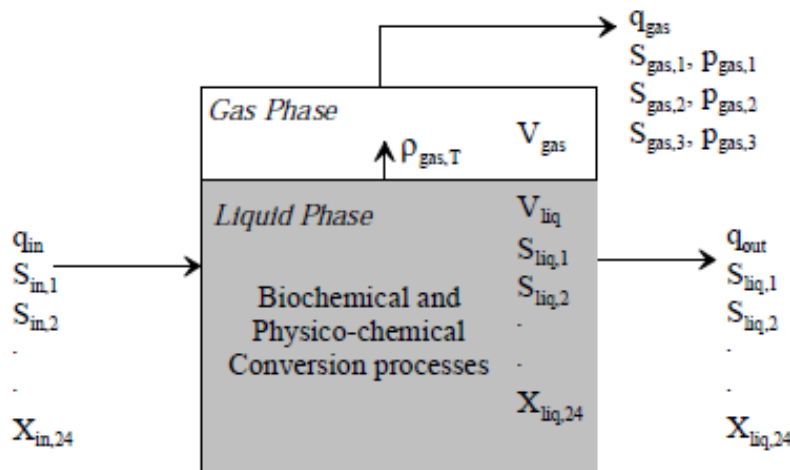 q_gas
S_gas,1, p_gas,1
S_gas,2, p_gas,2
S_gas,3, p_gas,3
Gas Phase
V_gas
ρ_gas,T
Liquid Phase
V_liq
S_liq,1
S_liq,2
.
.
X_liq,24
Biochemical and
Physico-chemical
Conversion processes
q_in
S_in,1
S_in,2
.
.
X_in,24
q_out
S_liq,1
S_liq,2
.
.
X_liq,24